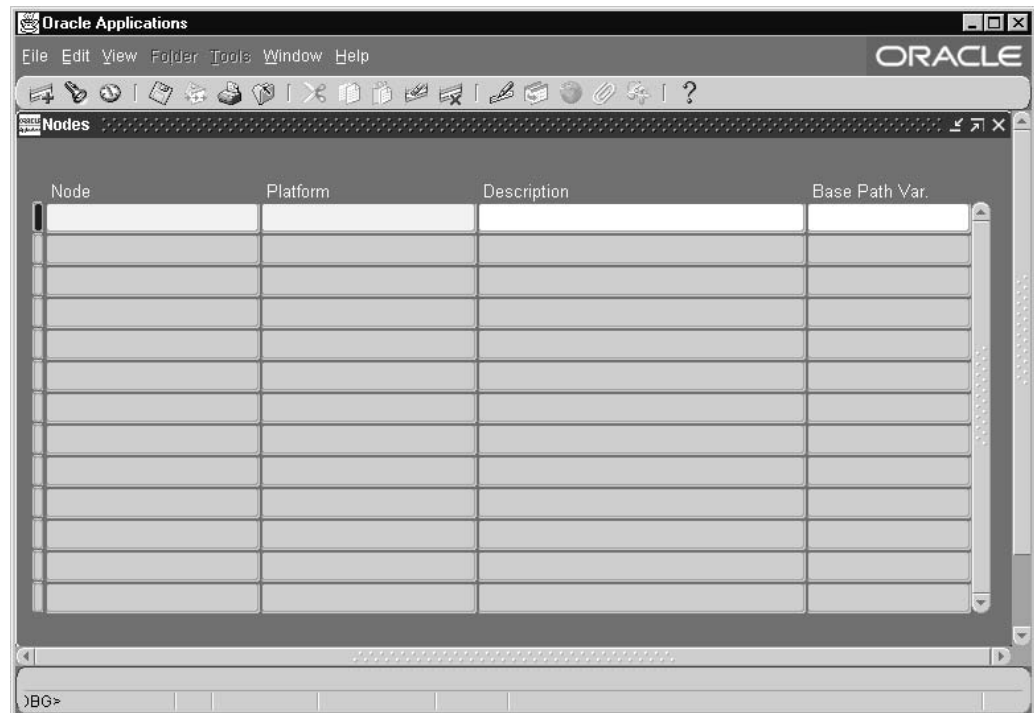 Oracle Applications
File Edit View Folder Tools Window Help
ORACLE
Nodes
Node Platform Description Base Path Var.
)BG>